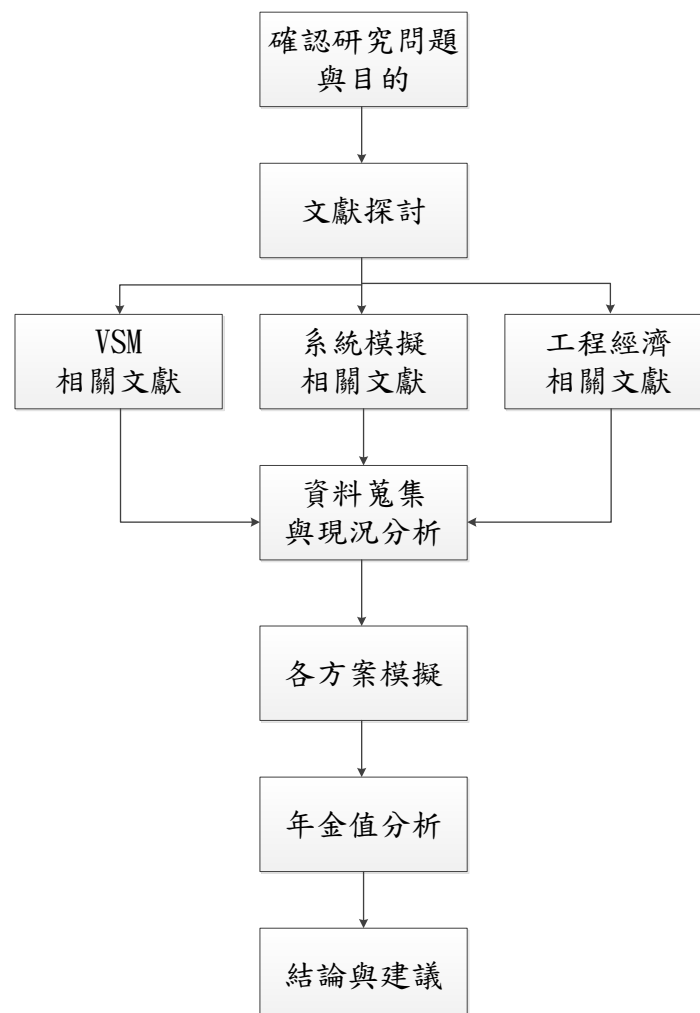 確認研究問題
與目的
文獻探討
VSM
相關文獻
系統模擬
相關文獻
工程經濟
相關文獻
資料蒐集
與現況分析
各方案模擬
年金值分析
結論與建議